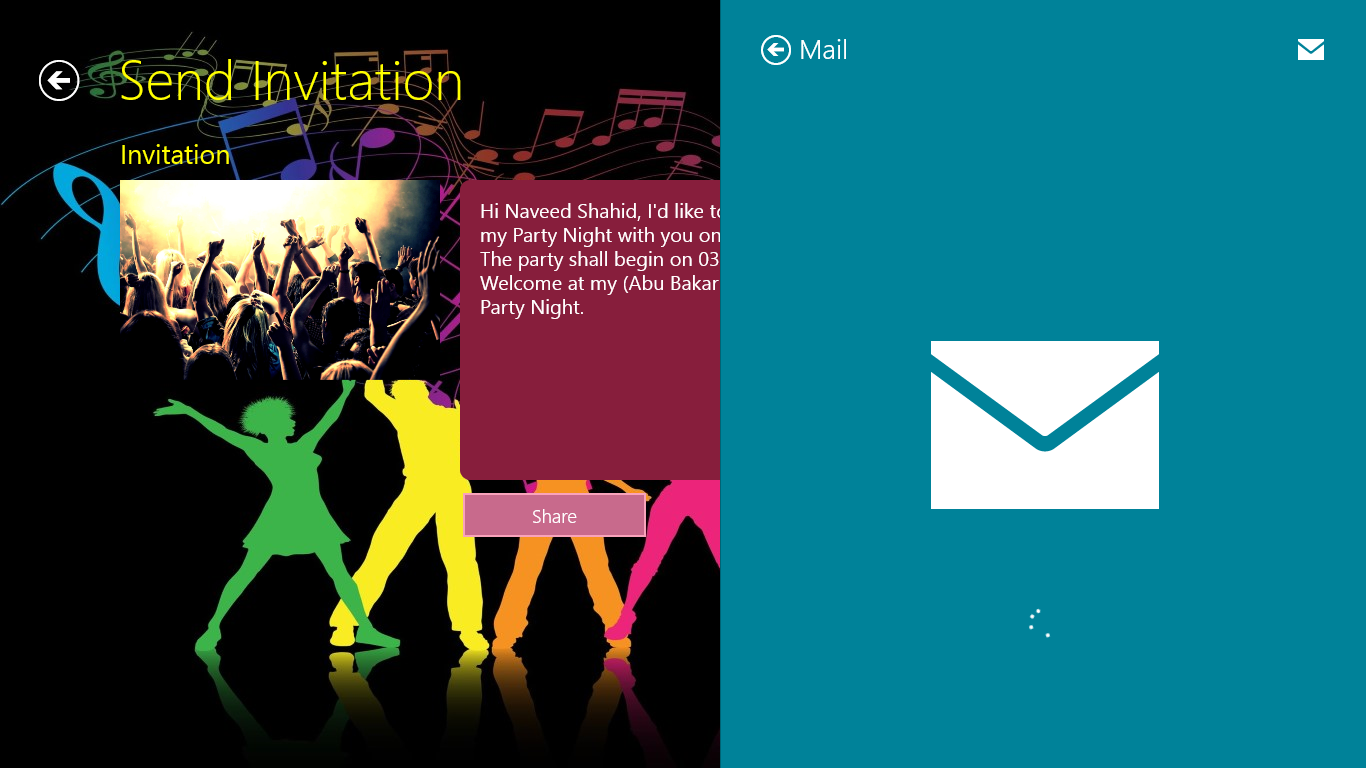 Send Invitation
Invitation
Hi Naveed Shahid, I'd like to
my Party Night with you on
The party shall begin on 03
Welcome at my (Abu Bakar
Party Night.
Share
Mail